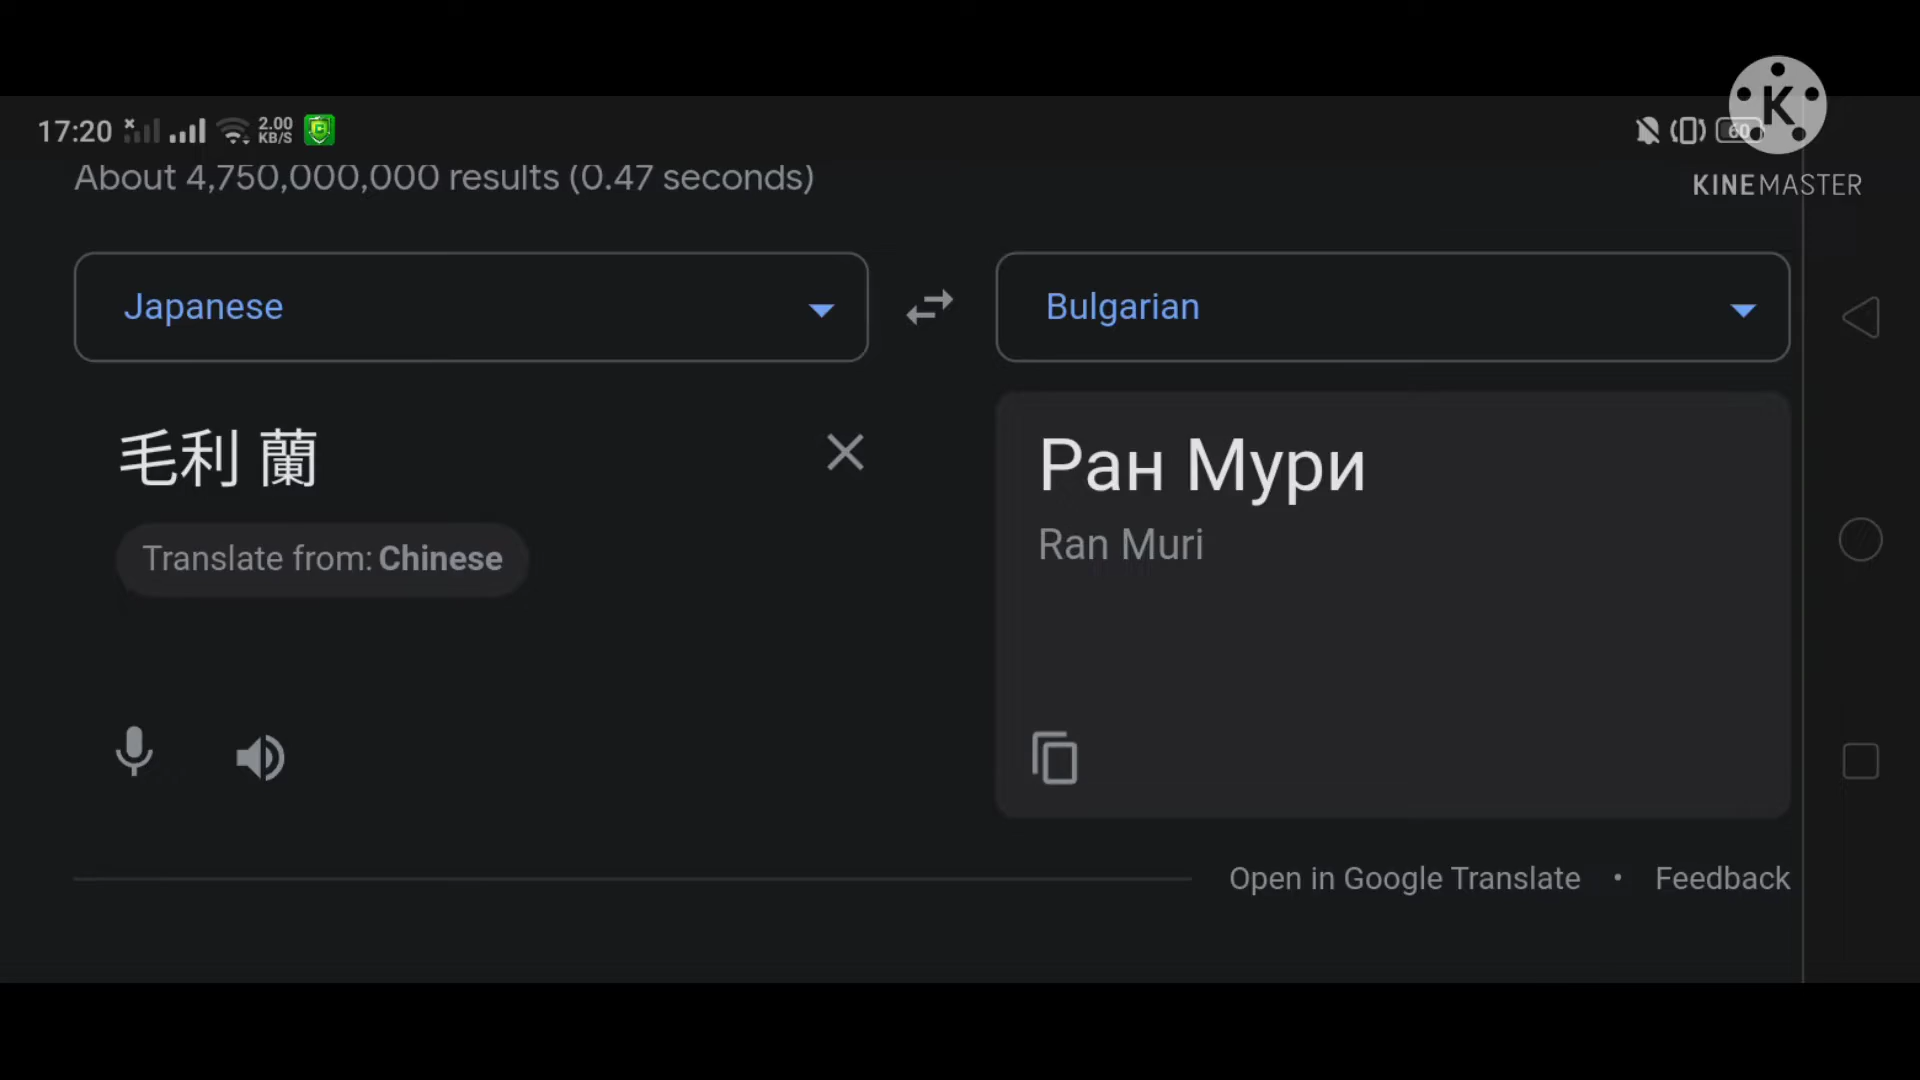 17:20 2.00 KB/S 60
K
KINEMASTER
About 4,750,000,000 results (0.47 seconds)
Japanese
Bulgarian
毛利 蘭
Translate from: Chinese
Ран Мури
Ran Muri
Open in Google Translate • Feedback